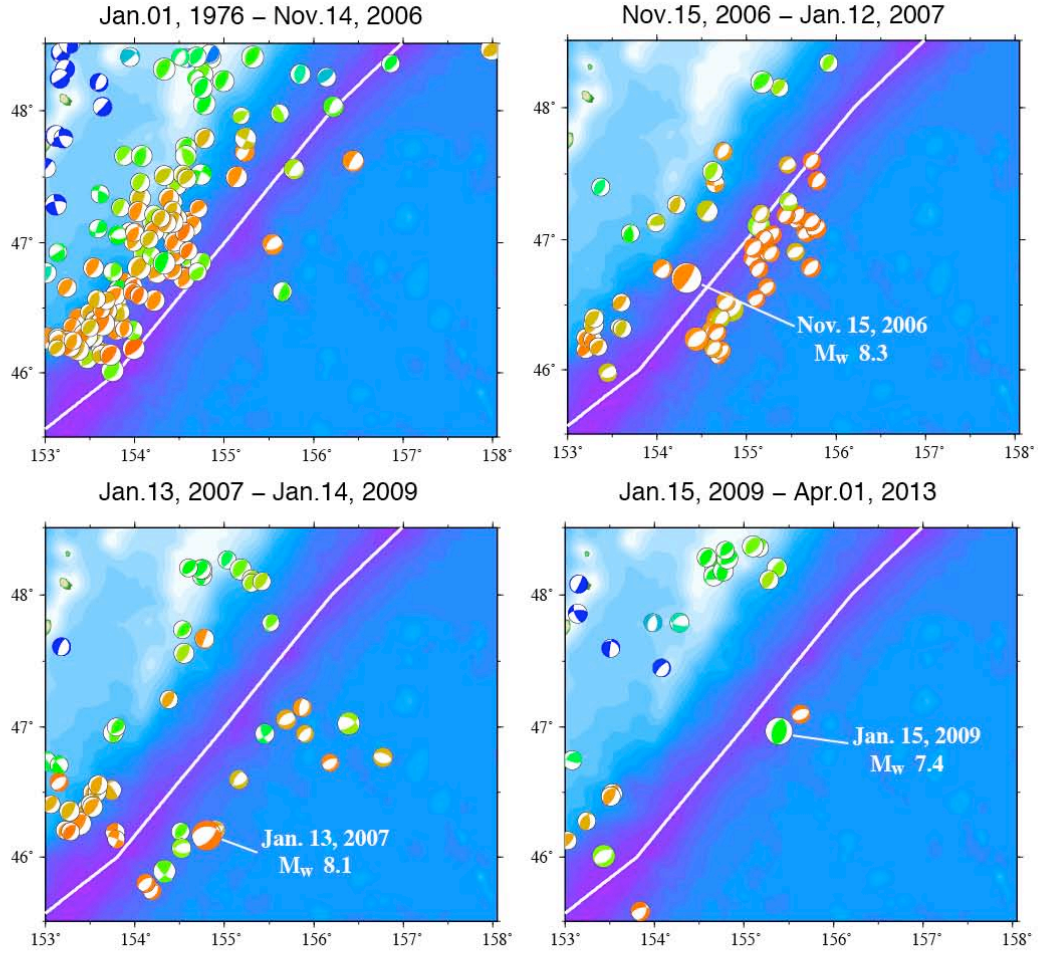 Jan.01, 1976 − Nov.14, 2006
Nov.15, 2006 − Jan.12, 2007
48˚
47˚
46˚
153˚ 154˚ 155˚ 156˚ 157˚ 158˚
48˚
47˚
46˚
153˚ 154˚ 155˚ 156˚ 157˚ 158˚
Nov. 15, 2006
Mw 8.3
Jan.13, 2007 − Jan.14, 2009
Jan.15, 2009 − Apr.01, 2013
48˚
47˚
46˚
153˚ 154˚ 155˚ 156˚ 157˚ 158˚
Jan. 13, 2007
Mw 8.1
48˚
47˚
46˚
153˚ 154˚ 155˚ 156˚ 157˚ 158˚
Jan. 15, 2009
Mw 7.4